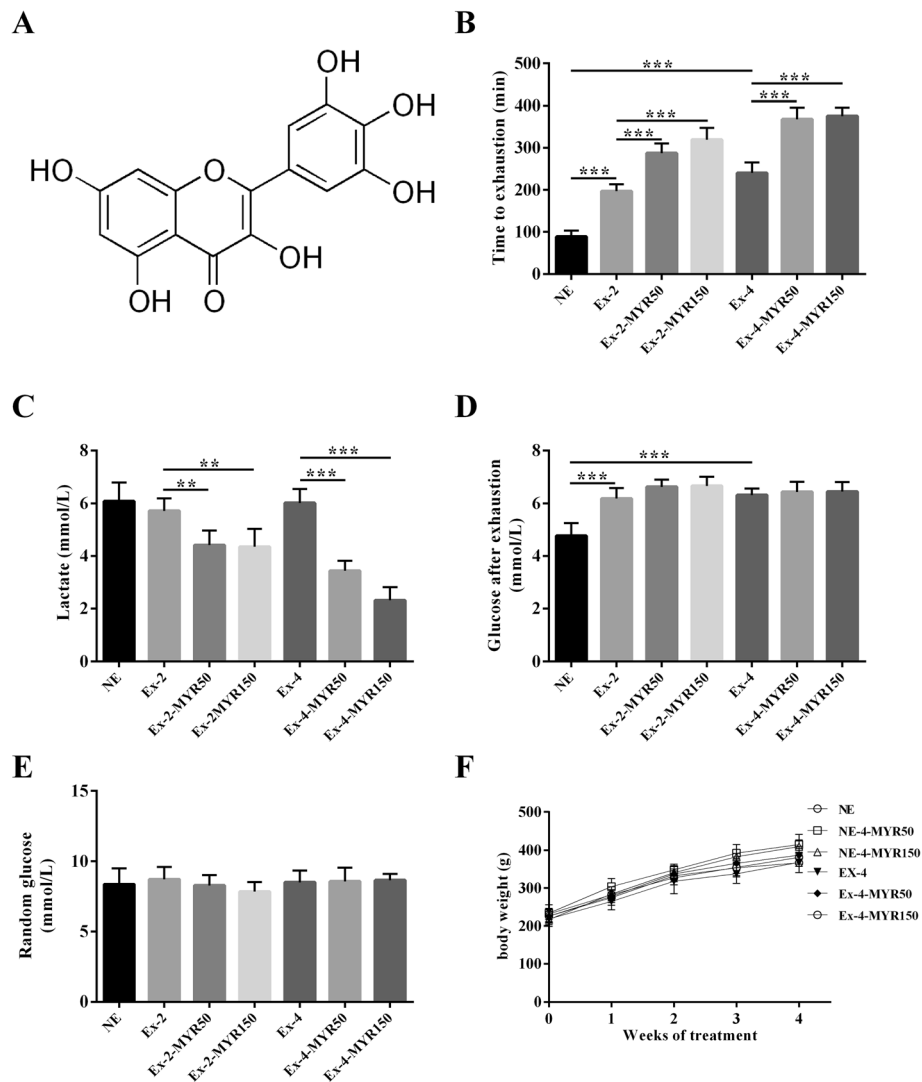 A
OH
OH
OH
HO
O
OH
OH
O
B
Time to exhaustion (min)
500
400
300
200
100
0
***
***
***
***
***
***
NE
Ex-2
Ex-2-MYR50
Ex-2-MYR150
Ex-4
Ex-4-MYR50
Ex-4-MYR150
C
Lactate (mmol/L)
8
6
4
2
0
**
**
***
***
NE
Ex-2
Ex-2-MYR50
Ex-2MYR150
Ex-4
Ex-4-MYR50
Ex-4-MYR150
D
Glucose after exhaustion
(mmol/L)
8
6
4
2
0
***
***
NE
Ex-2
Ex-2-MYR50
Ex-2-MYR150
Ex-4
Ex-4-MYR50
Ex-4-MYR150
E
Random glucose
(mmol/L)
15
10
5
0
NE
Ex-2
Ex-2-MYR50
Ex-2-MYR150
Ex-4
Ex-4-MYR50
Ex-4-MYR150
F
body weight (g)
500
400
300
200
100
0
0 1 2 3 4
Weeks of treatment
NE
NE-4-MYR50
NE-4-MYR150
EX-4
Ex-4-MYR50
Ex-4-MYR150